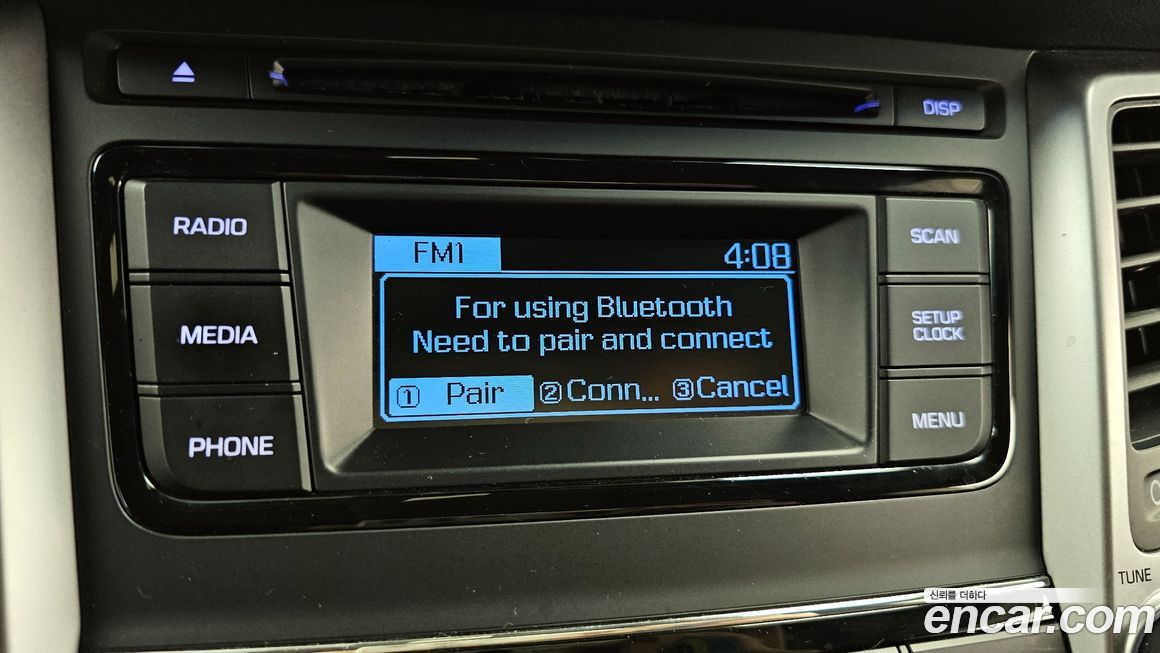 DISP
RADIO
MEDIA
PHONE
FM1 4:08
For using Bluetooth
Need to pair and connect
① Pair ②Conn... ③Cancel
SCAN
SETUP
CLOCK
MENU
TUNE
신뢰를 더하다
encar.com